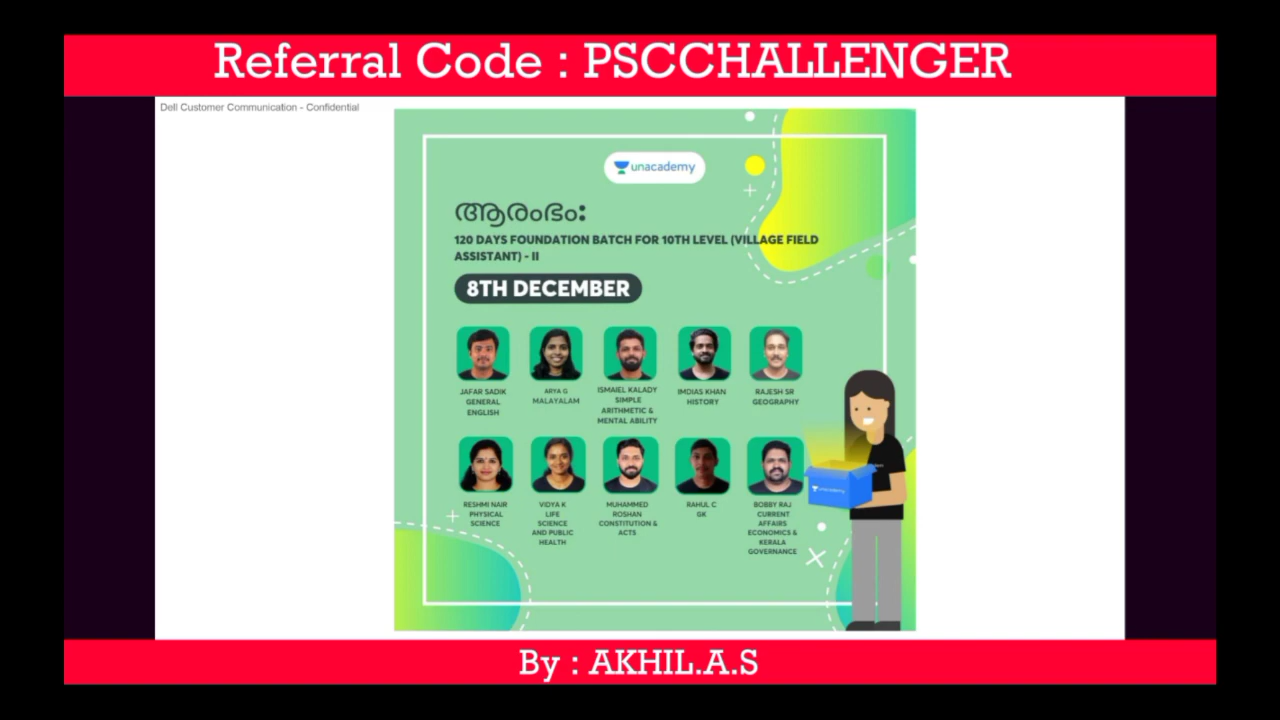 Referral Code : PSCCHALLENGER
Dell Customer Communication - Confidential
unacademy
ആരംഭം:
120 DAYS FOUNDATION BATCH FOR 10TH LEVEL (VILLAGE FIELD
ASSISTANT) - II
8TH DECEMBER
JAFAR SADIK
GENERAL
ENGLISH
ARYA G
MALAYALAM
ISMAIEL KALADY
SIMPLE
ARITHMETIC &
MENTAL ABILITY
IMDIAS KHAN
HISTORY
RAJESH SR
GEOGRAPHY
RESHMI NAIR
PHYSICAL
SCIENCE
VIDYA K
LIFE
SCIENCE
AND PUBLIC
HEALTH
MUHAMMED
ROSHAN
CONSTITUTION &
ACTS
RAHUL C
GK
BOBBY RAJ
CURRENT
AFFAIRS
ECONOMICS &
KERALA
GOVERNANCE
unacademy
By : AKHIL.A.S